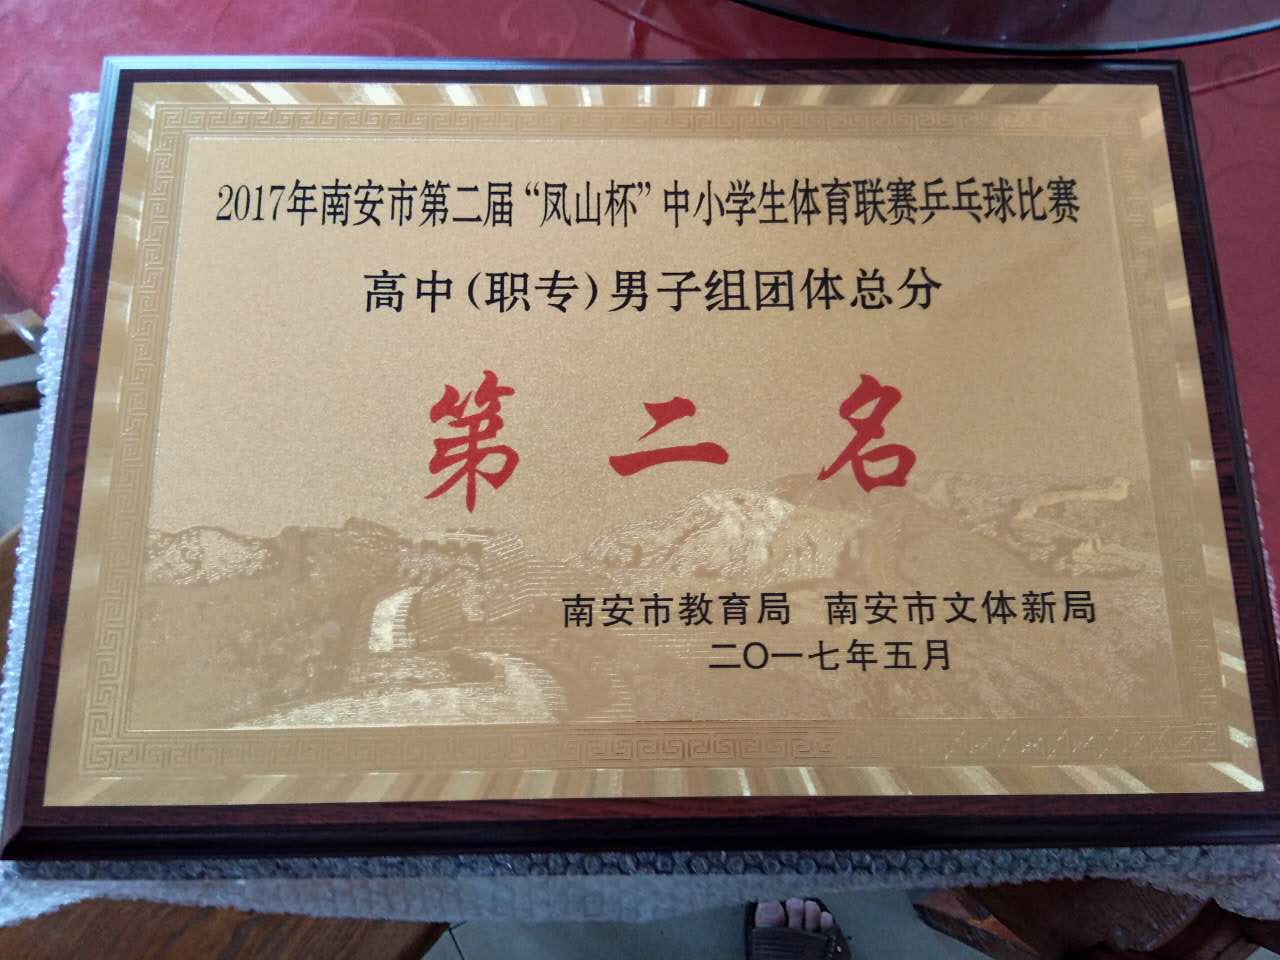 2017年南安市第二届“凤山杯”中小学生体育联赛乒乓球比赛
高中（职专）男子组团体总分
第二名
南安市教育局 南安市文体新局
二〇一七年五月